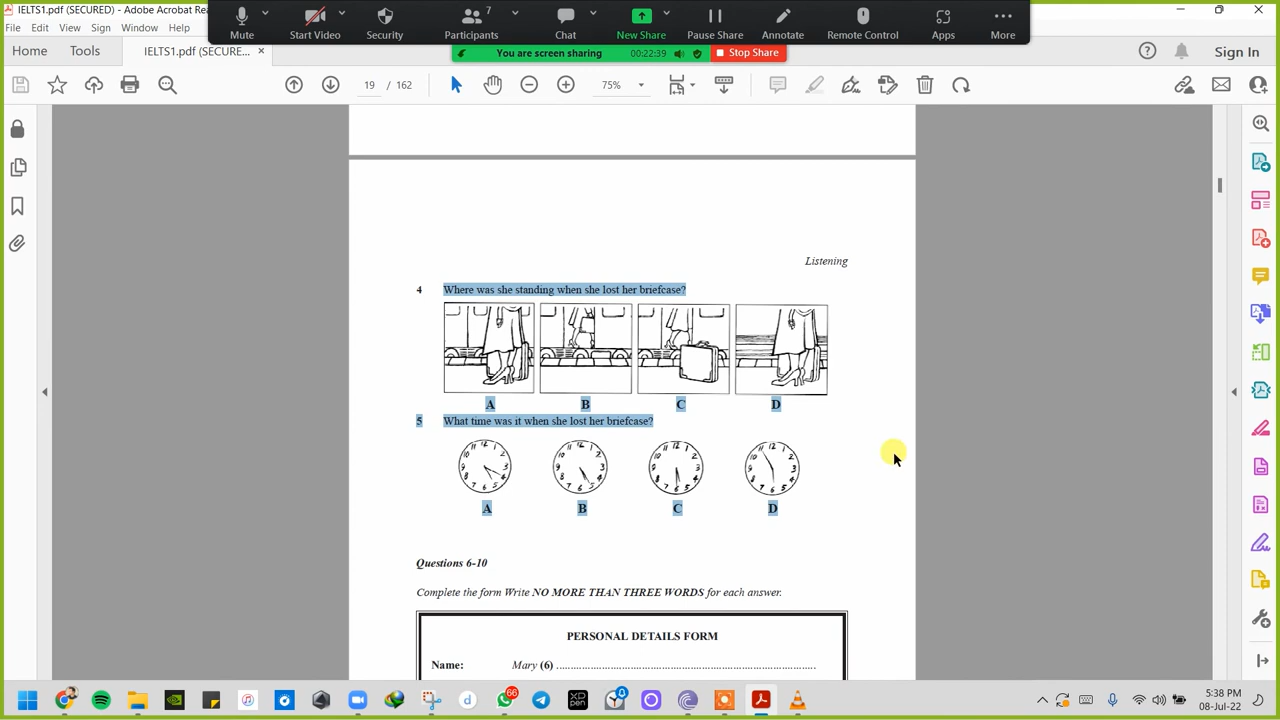 IELTS1.pdf (SECURED) - Adobe Acrobat Rea
File Edit View Sign Window Help
Mute Start Video Security Participants 7 Chat New Share Pause Share Annotate Remote Control Apps More
You are screen sharing 00:22:39 Stop Share
Home Tools IELTS1.pdf (SECURE... × Sign In
19 / 162 75%
Listening
4 Where was she standing when she lost her briefcase?
A B C D
5 What time was it when she lost her briefcase?
A B C D
Questions 6-10
Complete the form Write NO MORE THAN THREE WORDS for each answer.
PERSONAL DETAILS FORM
Name: Mary (6) ......................................................................................
66
5:38 PM
08-Jul-22